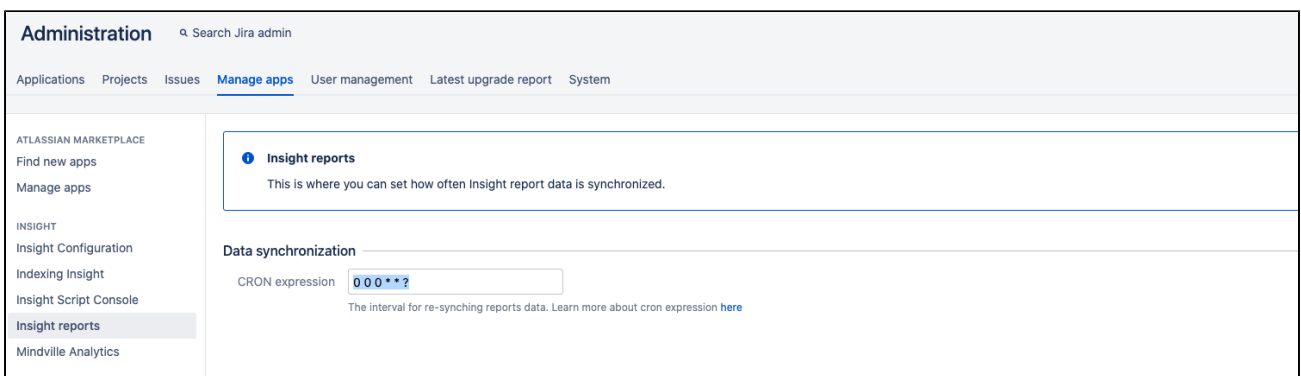 Administration Search Jira admin
Applications Projects Issues Manage apps User management Latest upgrade report System
ATLASSIAN MARKETPLACE
Find new apps
Manage apps
INSIGHT
Insight Configuration
Indexing Insight
Insight Script Console
Insight reports
Mindville Analytics
Insight reports
This is where you can set how often Insight report data is synchronized.
Data synchronization
CRON expression 0 0 0 * * ?
The interval for re-synching reports data. Learn more about cron expression here